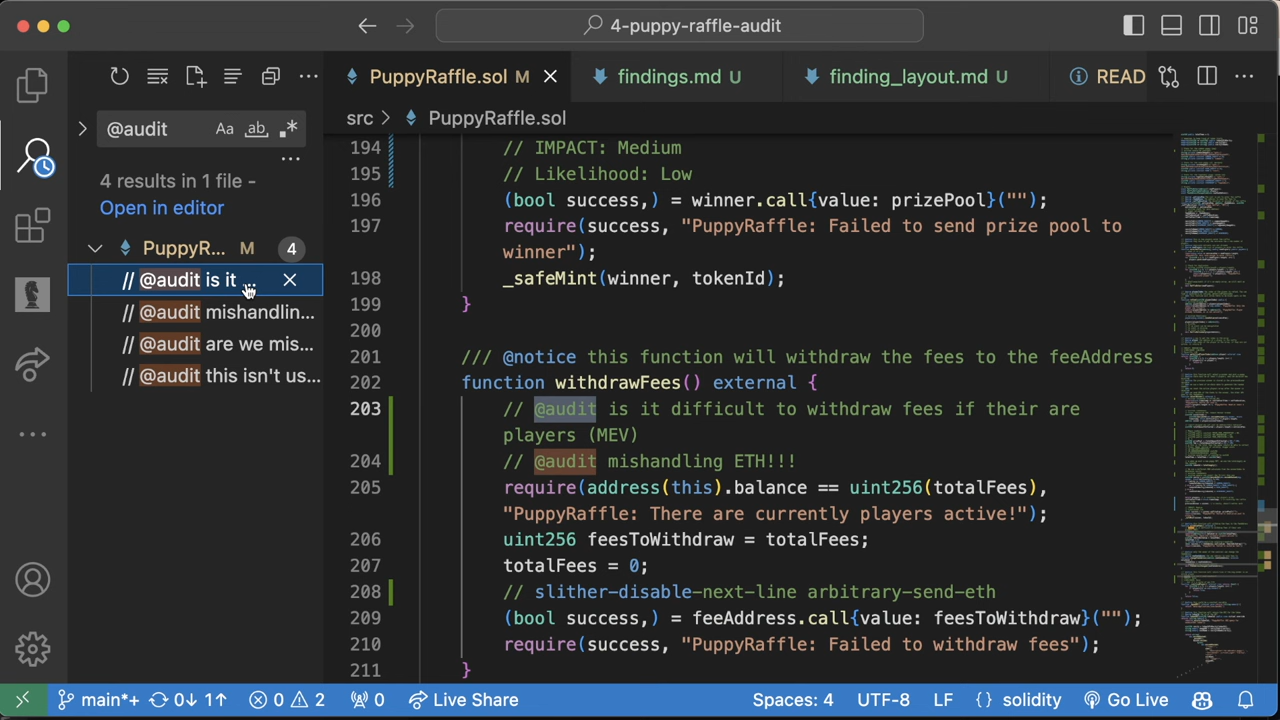 4-puppy-raffle-audit
PuppyRaffle.sol M
findings.md U
finding_layout.md U
READ
@audit
Aa
ab
4 results in 1 file -
Open in editor
PuppyR... M 4
// @audit is it ...
// @audit mishandlin...
// @audit are we mis...
// @audit this isn't us...
src > PuppyRaffle.sol
194 // IMPACT: Medium
195 // Likelihood: Low
196 (bool success,) = winner.call{value: prizePool}("");
197 require(success, "PuppyRaffle: Failed to send prize pool to
winner");
198 _safeMint(winner, tokenId);
199 }
200
201 /// @notice this function will withdraw the fees to the feeAddress
202 function withdrawFees() external {
203 // @audit is it difficult to withdraw fees if their are
players (MEV)
204 // @audit mishandling ETH!!!
205 require(address(this).balance == uint256(totalFees),
"PuppyRaffle: There are currently players active!");
206 uint256 feesToWithdraw = totalFees;
207 totalFees = 0;
208 // slither-disable-next-line arbitrary-send-eth
209 (bool success,) = feeAddress.call{value: feesToWithdraw}("");
210 require(success, "PuppyRaffle: Failed to withdraw fees");
211 }
main*+ 0↓ 1↑ 0 2 0 Live Share Spaces: 4 UTF-8 LF {} solidity Go Live